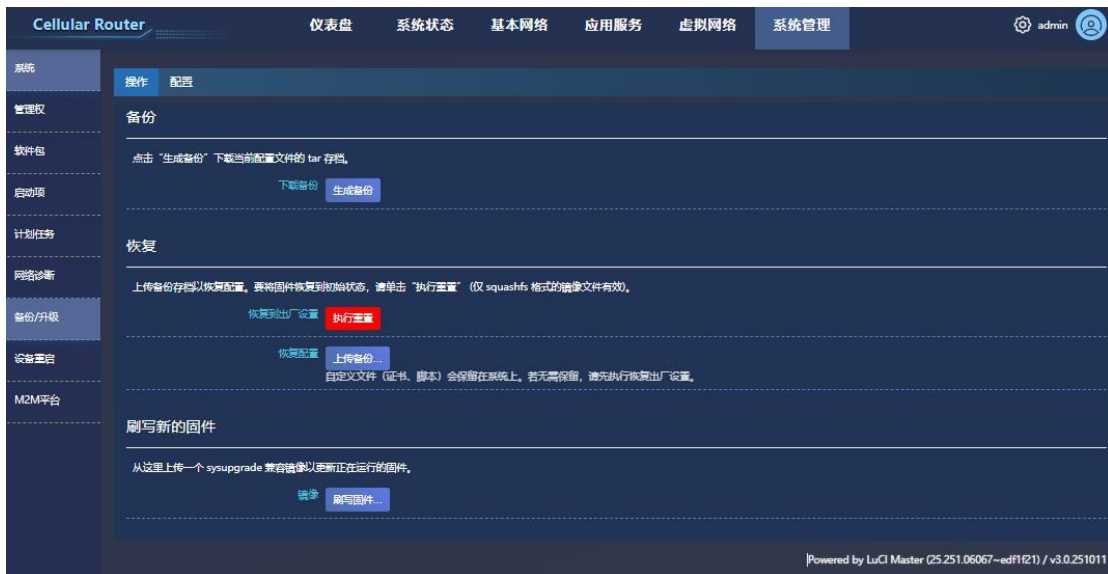 Cellular Router
仪表盘
系统状态
基本网络
应用服务
虚拟网络
系统管理
admin
系统
管理权
软件包
启动项
计划任务
网络诊断
备份/升级
设备重启
M2M平台
操作
配置
备份
点击“生成备份”下载当前配置文件的 tar 存档。
下载备份
生成备份
恢复
上传备份存档以恢复配置。要将固件恢复到初始状态，请单击“执行重置”（仅 squashfs 格式的镜像文件有效）。
恢复到出厂设置
执行重置
恢复配置
上传备份...
自定义文件（证书、脚本）会保留在系统上。若无需保留，请先执行恢复出厂设置。
刷写新的固件
从这里上传一个 sysupgrade 兼容镜像以更新正在运行的固件。
镜像
刷写固件...
Powered by LuCI Master (25.251.06067~edf1f21) / v3.0.251011